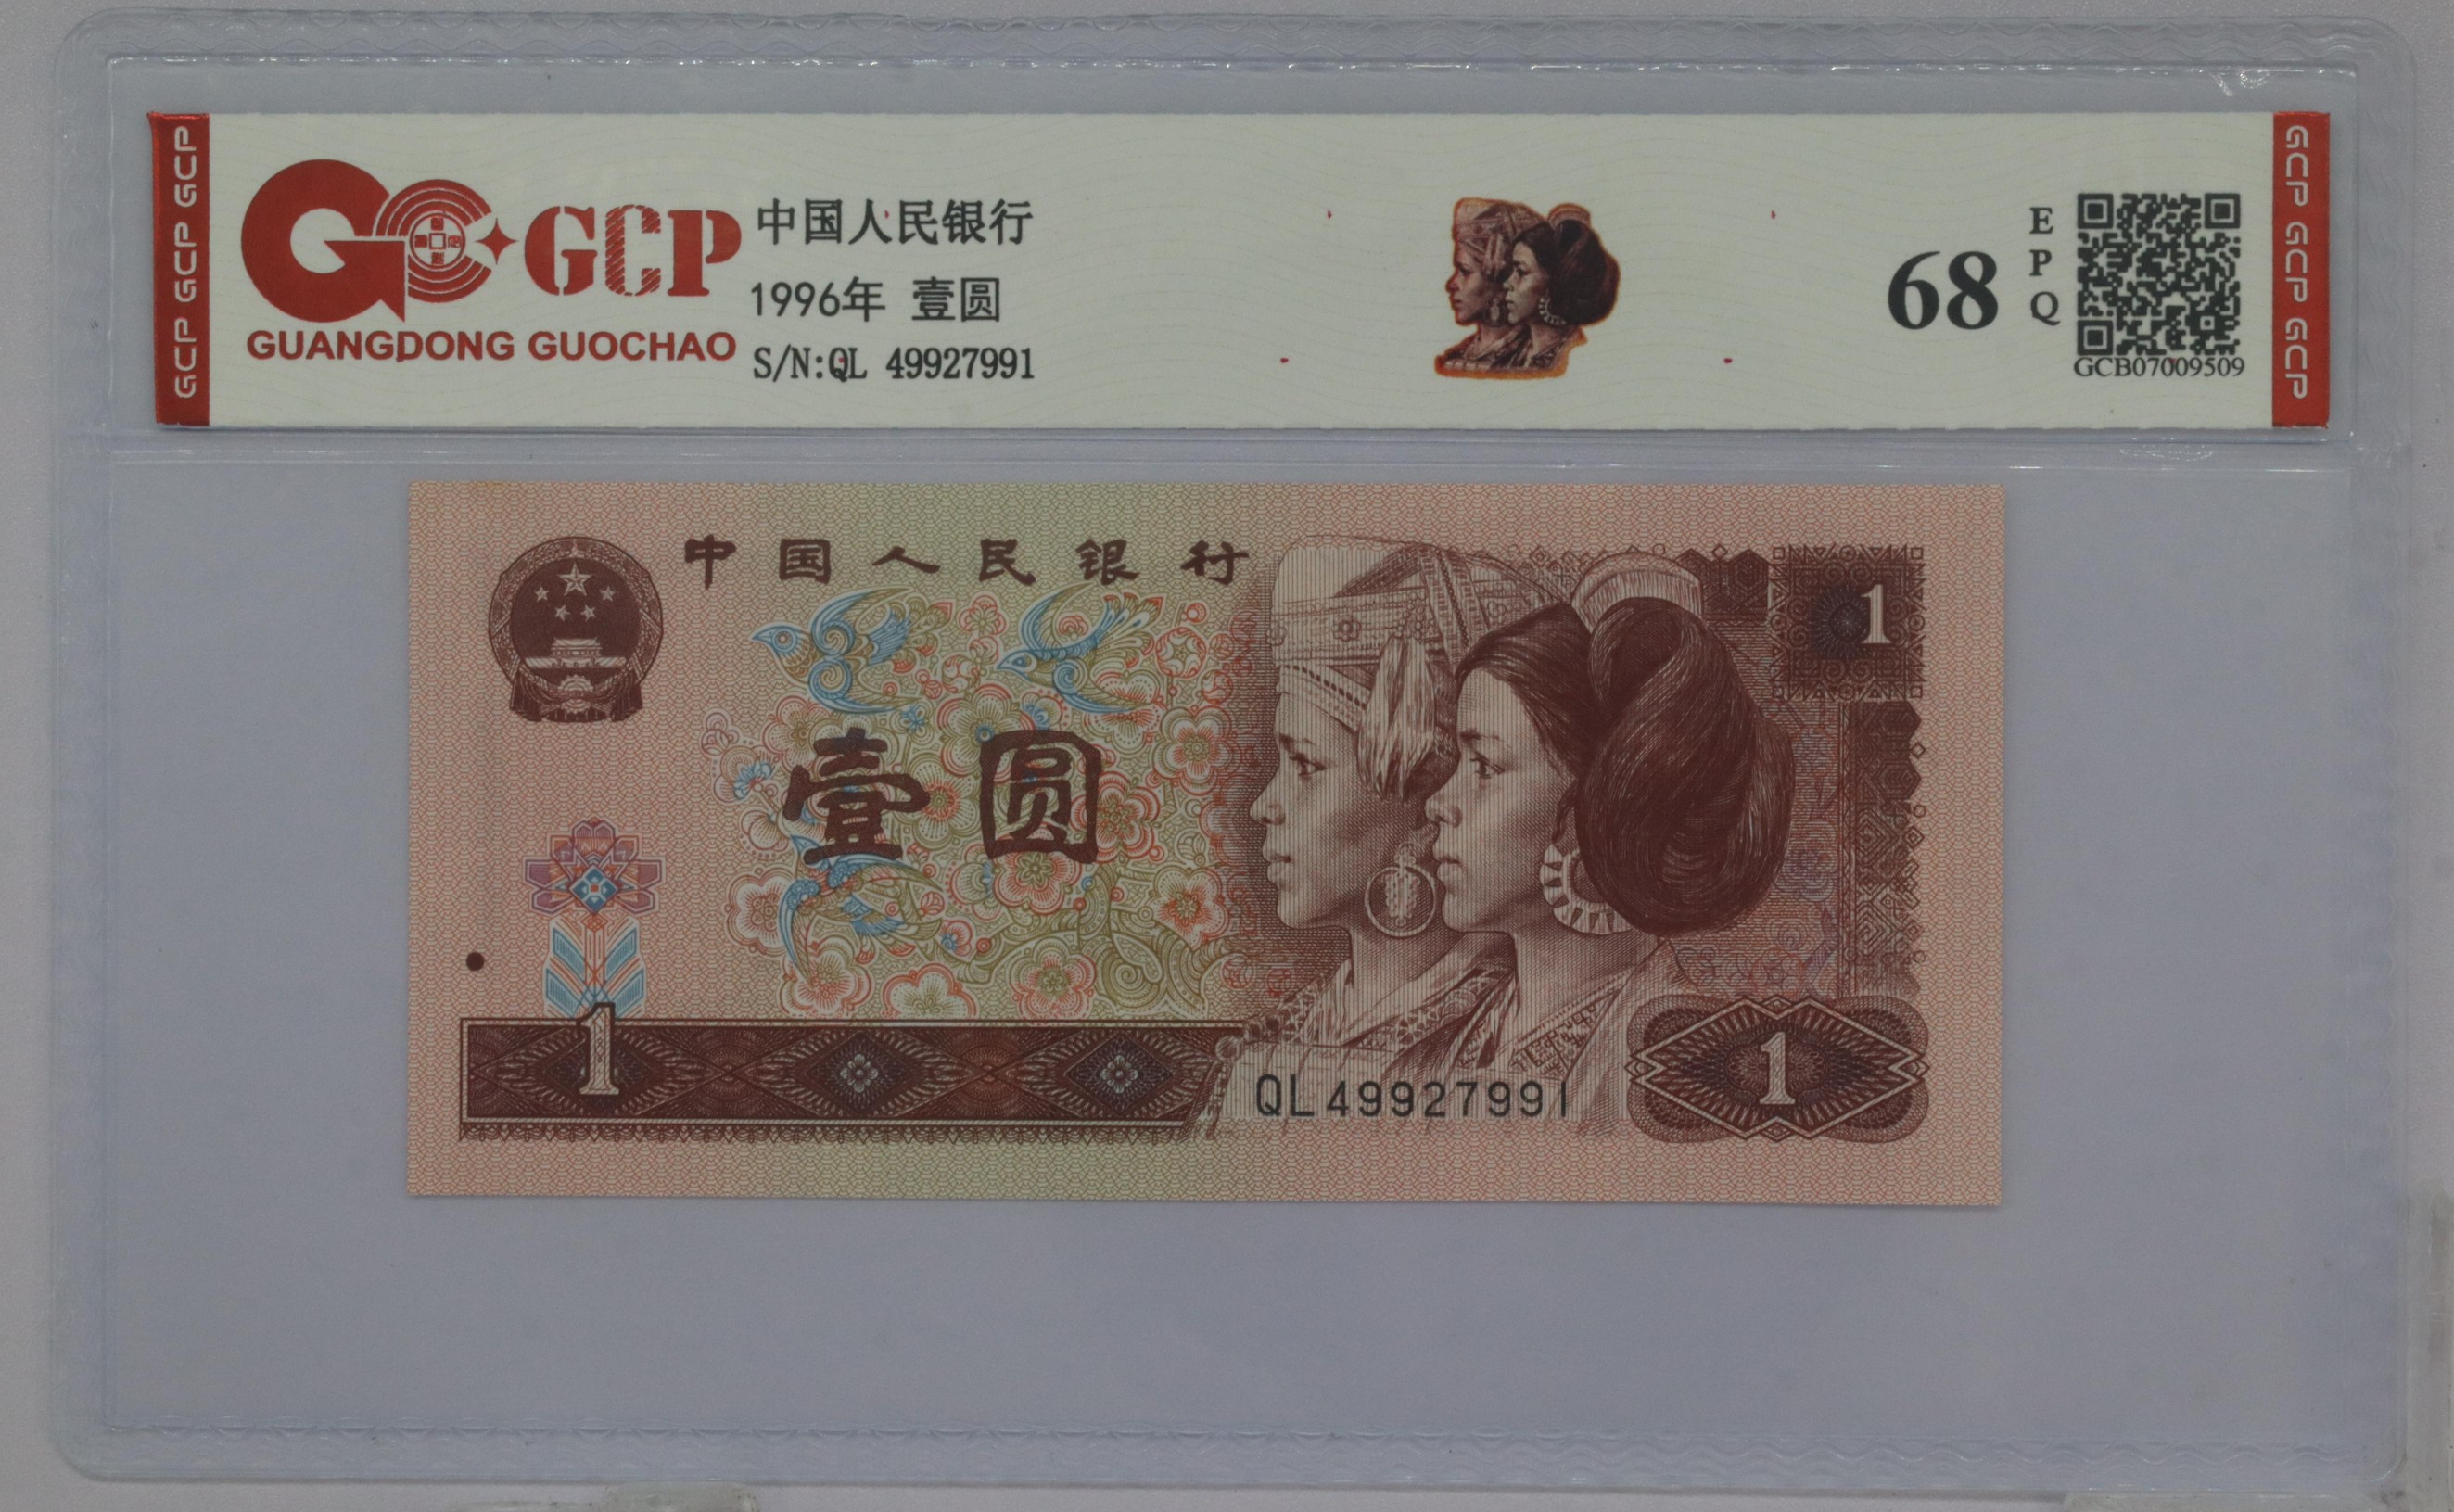 GCP GCP GCP
GCP
GUANGDONG GUOCHAO
中国人民银行
1996年 壹圆
S/N:QL 49927991
68
EPQ
GCB07009509
GCP GCP GCP
中国人民银行
1
壹圆
1
QL49927991
1